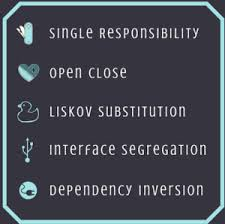 Single Responsibility
Open Close
Liskov Substitution
Interface Segregation
Dependency Inversion